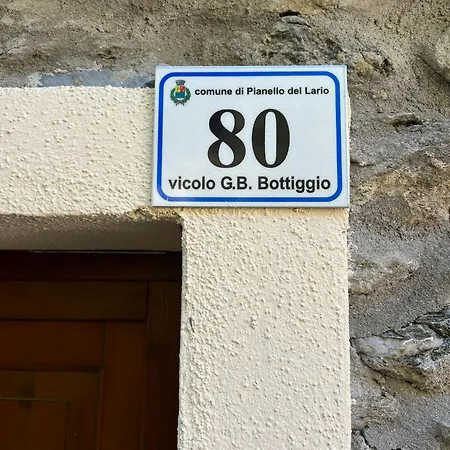 comune di Pianello del Lario
80
vicolo G.B. Bottiggio